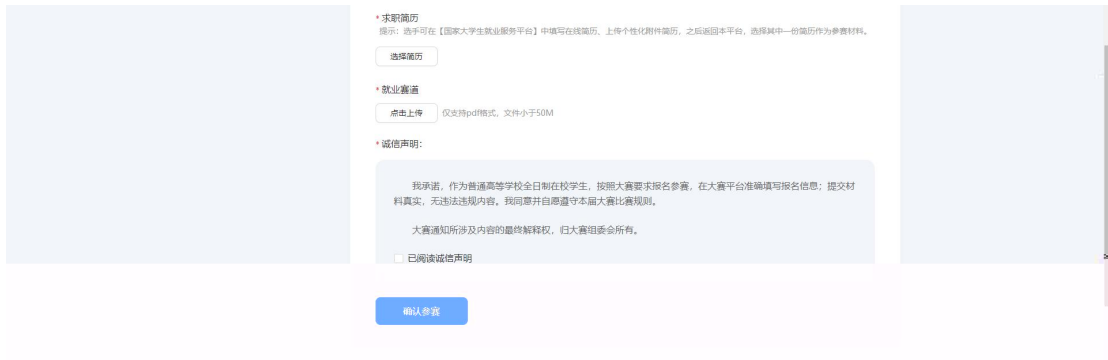 * 求职简历
提示：选手可在【国家大学生就业服务平台】中填写在线简历、上传个性化附件简历，之后返回本平台，选择其中一份简历作为参赛材料。
选择简历
* 就业赛道
点击上传 仅支持pdf格式，文件小于50M
* 诚信声明：
我承诺，作为普通高等学校全日制在校学生，按照大赛要求报名参赛，在大赛平台准确填写报名信息；提交材
料真实，无违法违规内容。我同意并自愿遵守本届大赛比赛规则。
大赛通知所涉及内容的最终解释权，归大赛组委会所有。
已阅读诚信声明
确认参赛